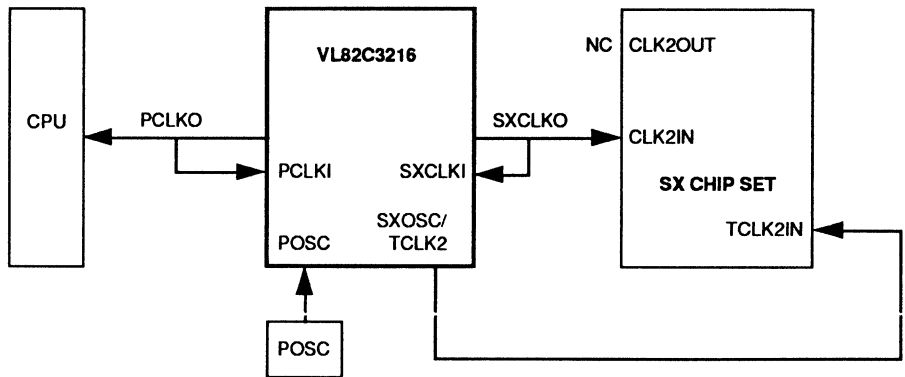 VL82C3216
NC CLK2OUT
CPU
PCLKO
SXCLKO
CLK2IN
PCLKI
SXCLKI
SX CHIP SET
SXOSC/
TCLK2
POSC
TCLK2IN
POSC